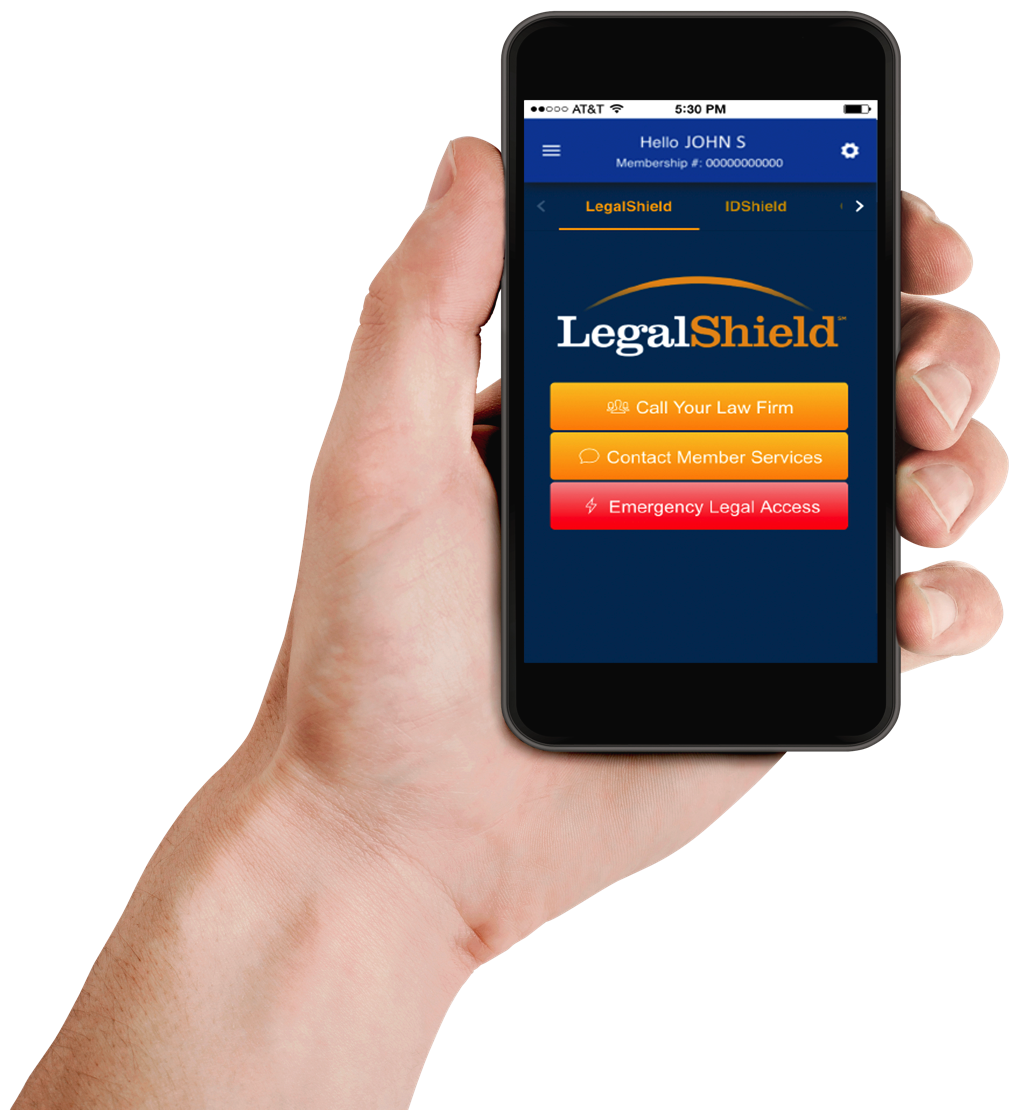 AT&T 5:30 PM
Hello JOHN S
Membership #: 00000000000
LegalShield IDShield
LegalShield SM
Call Your Law Firm
Contact Member Services
Emergency Legal Access